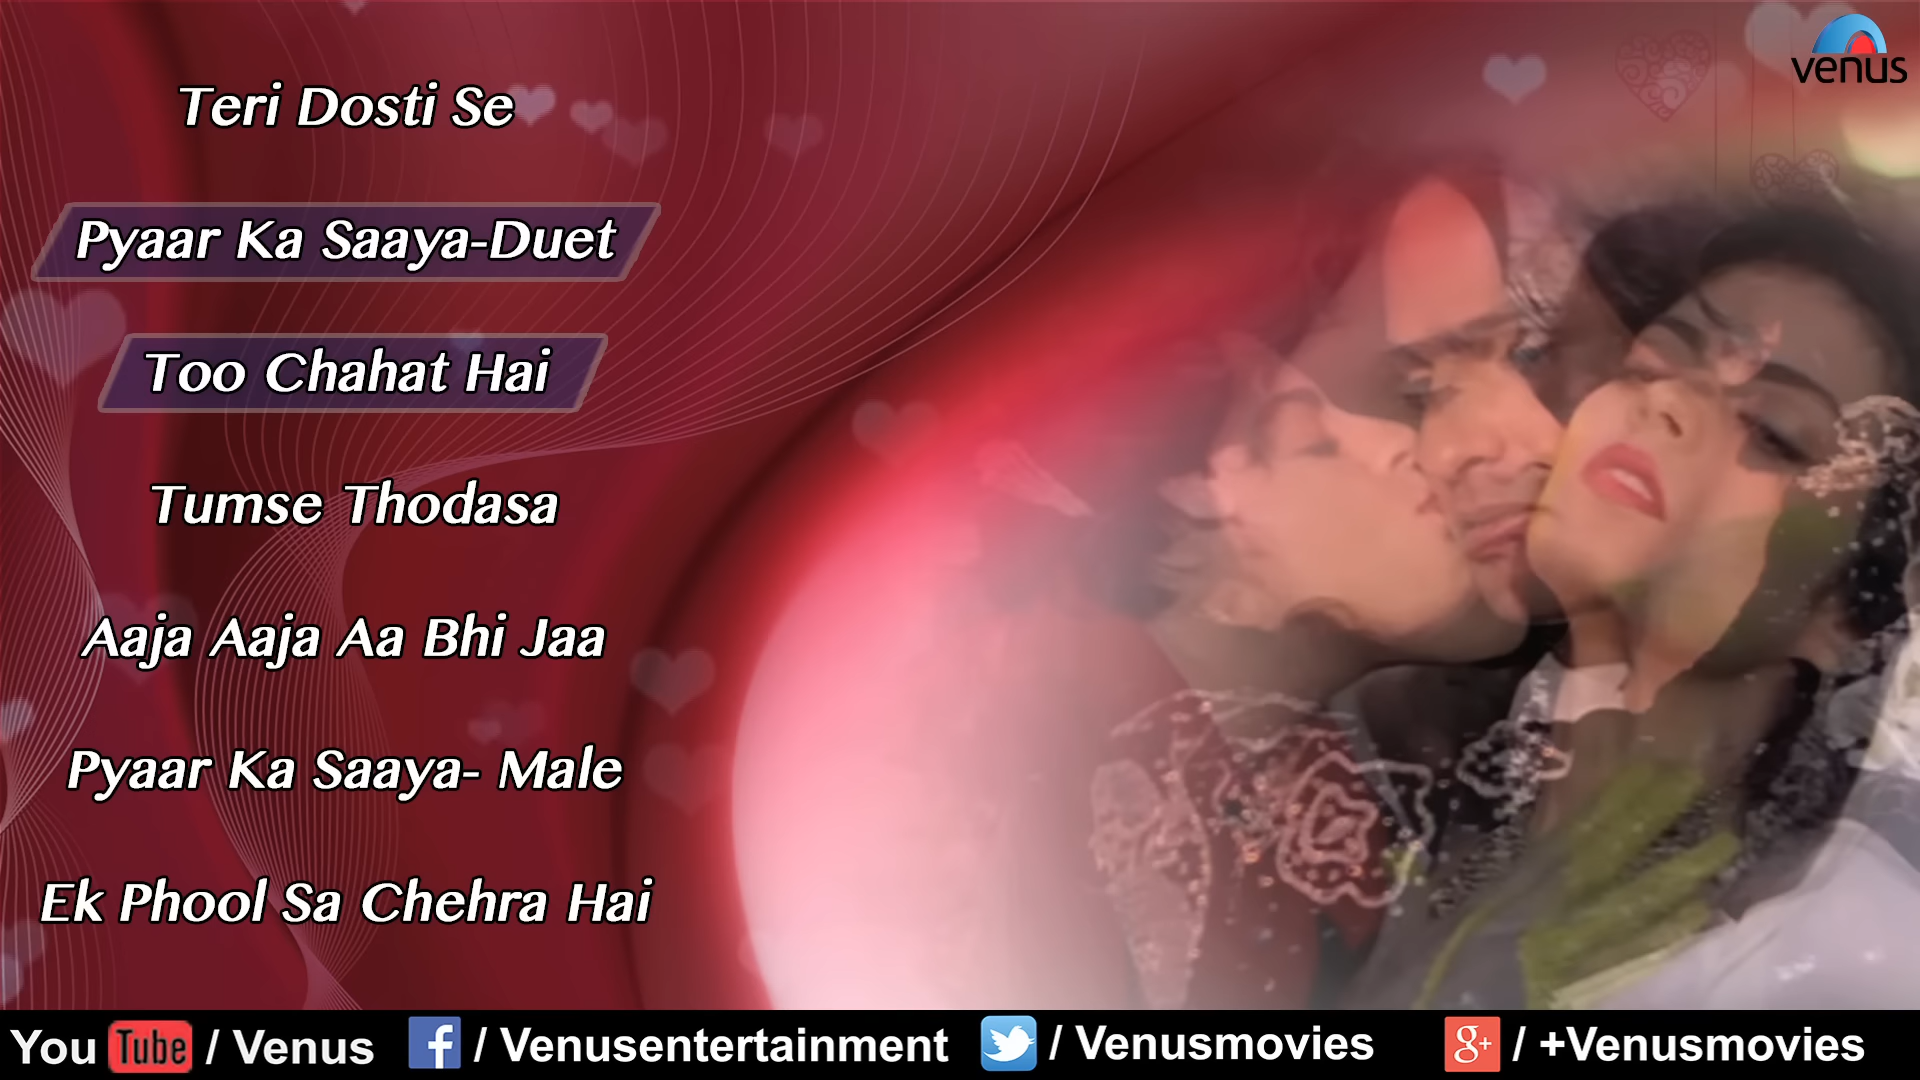 venus
Teri Dosti Se
Pyaar Ka Saaya-Duet
Too Chahat Hai
Tumse Thodasa
Aaja Aaja Aa Bhi Jaa
Pyaar Ka Saaya- Male
Ek Phool Sa Chehra Hai
You Tube / Venus f / Venusentertainment / Venusmovies g+ / +Venusmovies